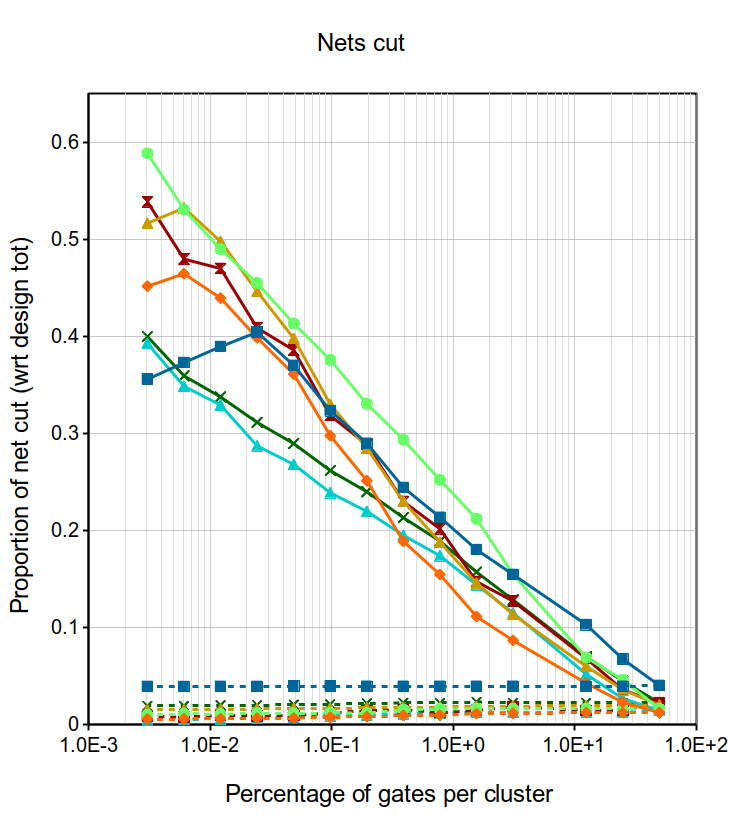 Nets cut
Proportion of net cut (wrt design tot)
0.6
0.5
0.4
0.3
0.2
0.1
0
1.0E-3 1.0E-2 1.0E-1 1.0E+0 1.0E+1 1.0E+2
Percentage of gates per cluster